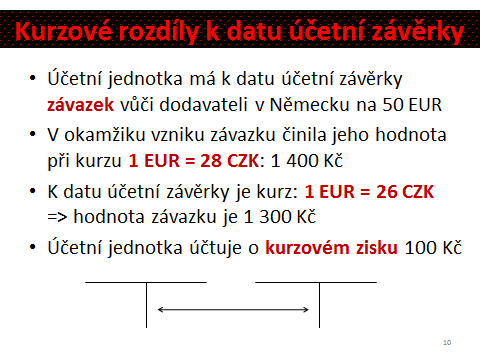 Kurzové rozdíly k datu účetní závěrky
• Účetní jednotka má k datu účetní závěrky
závazek vůči dodavateli v Německu na 50 EUR
• V okamžiku vzniku závazku činila jeho hodnota
při kurzu 1 EUR = 28 CZK: 1 400 Kč
• K datu účetní závěrky je kurz: 1 EUR = 26 CZK
=> hodnota závazku je 1 300 Kč
• Účetní jednotka účtuje o kurzovém zisku 100 Kč
10